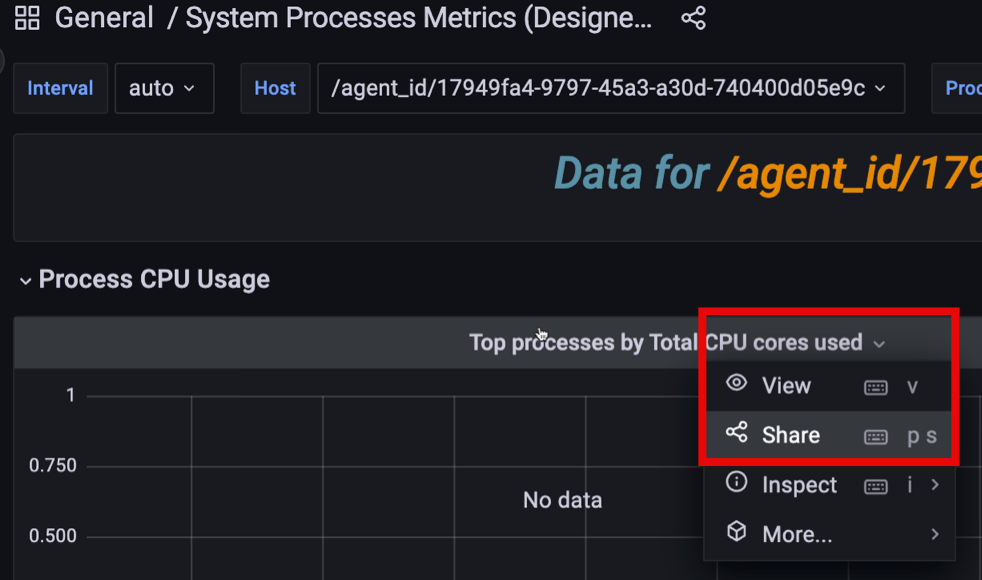 General / System Processes Metrics (Designe...
Interval auto Host /agent_id/17949fa4-9797-45a3-a30d-740400d05e9c Proc
Data for /agent_id/179
Process CPU Usage
Top processes by Total CPU cores used
View v
Share p s
Inspect i
More...
1
0.750
0.500
No data